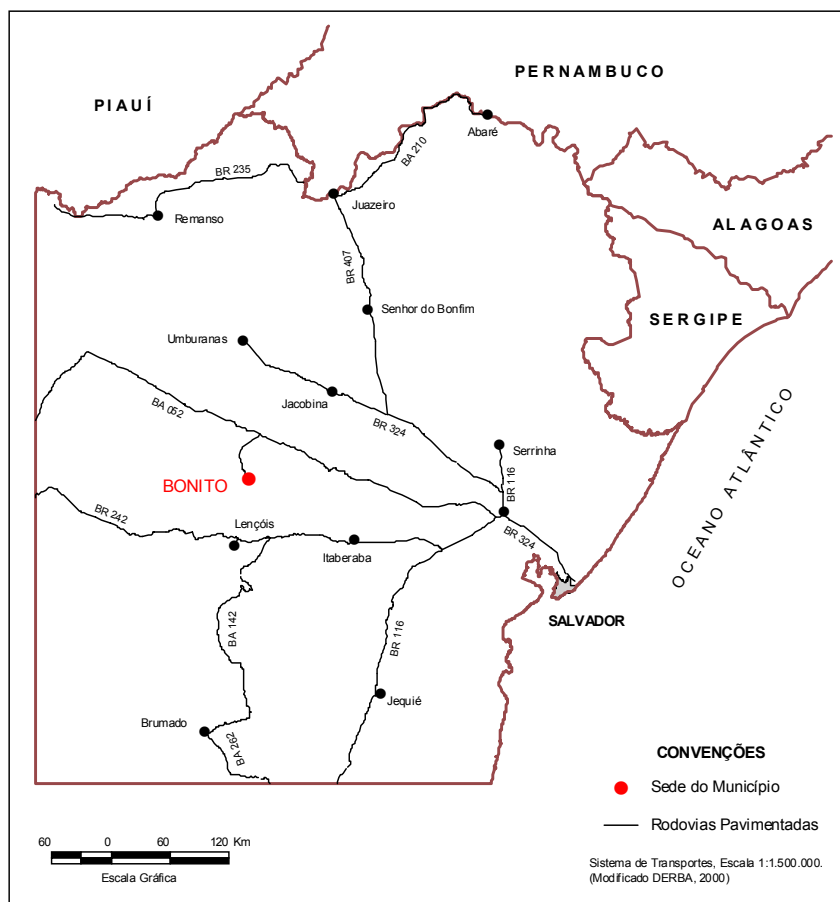 PERNAMBUCO
PIAUÍ
Abaré
BA 210
BR 235
Juazeiro
Remanso
ALAGOAS
BR 407
Senhor do Bonfim
SERGIPE
Umburanas
BA 052
Jacobina
BR 324
OCEANO ATLÂNTICO
Serrinha
BONITO
BR 116
BR 242
Lençóis
BR 324
Itaberaba
SALVADOR
BA 142
BR 116
Jequié
Brumado
BA 262
CONVENÇÕES
Sede do Município
Rodovias Pavimentadas
60 0 60 120 Km
Escala Gráfica
Sistema de Transportes, Escala 1:1.500.000.
(Modificado DERBA, 2000)